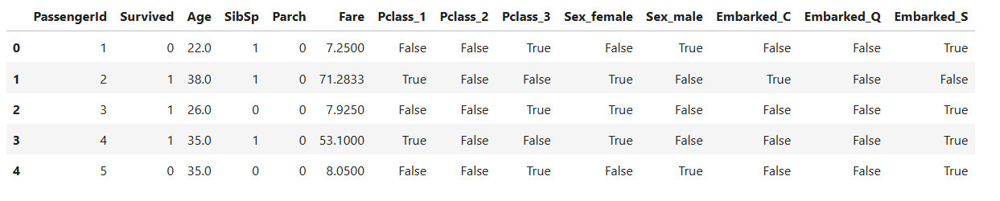 PassengerId Survived Age SibSp Parch Fare Pclass_1 Pclass_2 Pclass_3 Sex_female Sex_male Embarked_C Embarked_Q Embarked_S
0 1 0 22.0 1 0 7.2500 False False True False True False False True
1 2 1 38.0 1 0 71.2833 True False False True False True False False
2 3 1 26.0 0 0 7.9250 False False True True False False False True
3 4 1 35.0 1 0 53.1000 True False False True False False False True
4 5 0 35.0 0 0 8.0500 False False True False True False False True